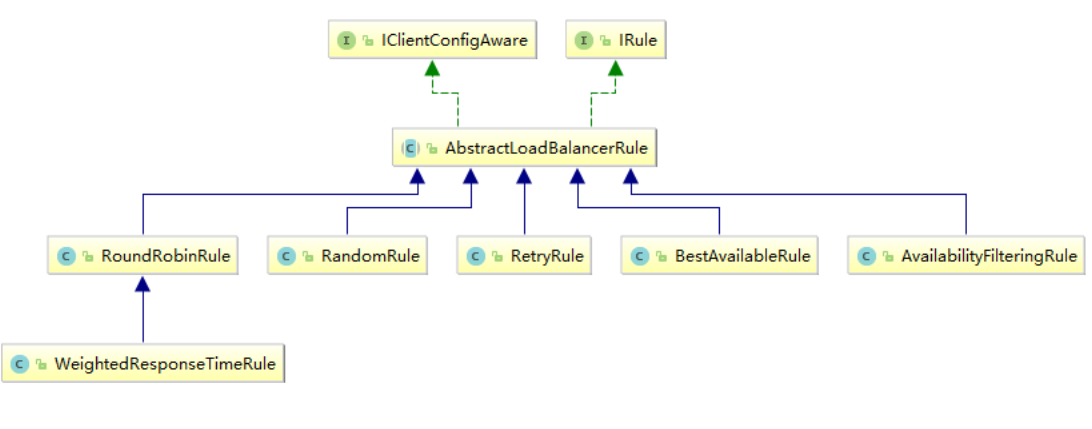 I IClientConfigAware
I IRule
C AbstractLoadBalancerRule
C RoundRobinRule
C RandomRule
C RetryRule
C BestAvailableRule
C AvailabilityFilteringRule
C WeightedResponseTimeRule